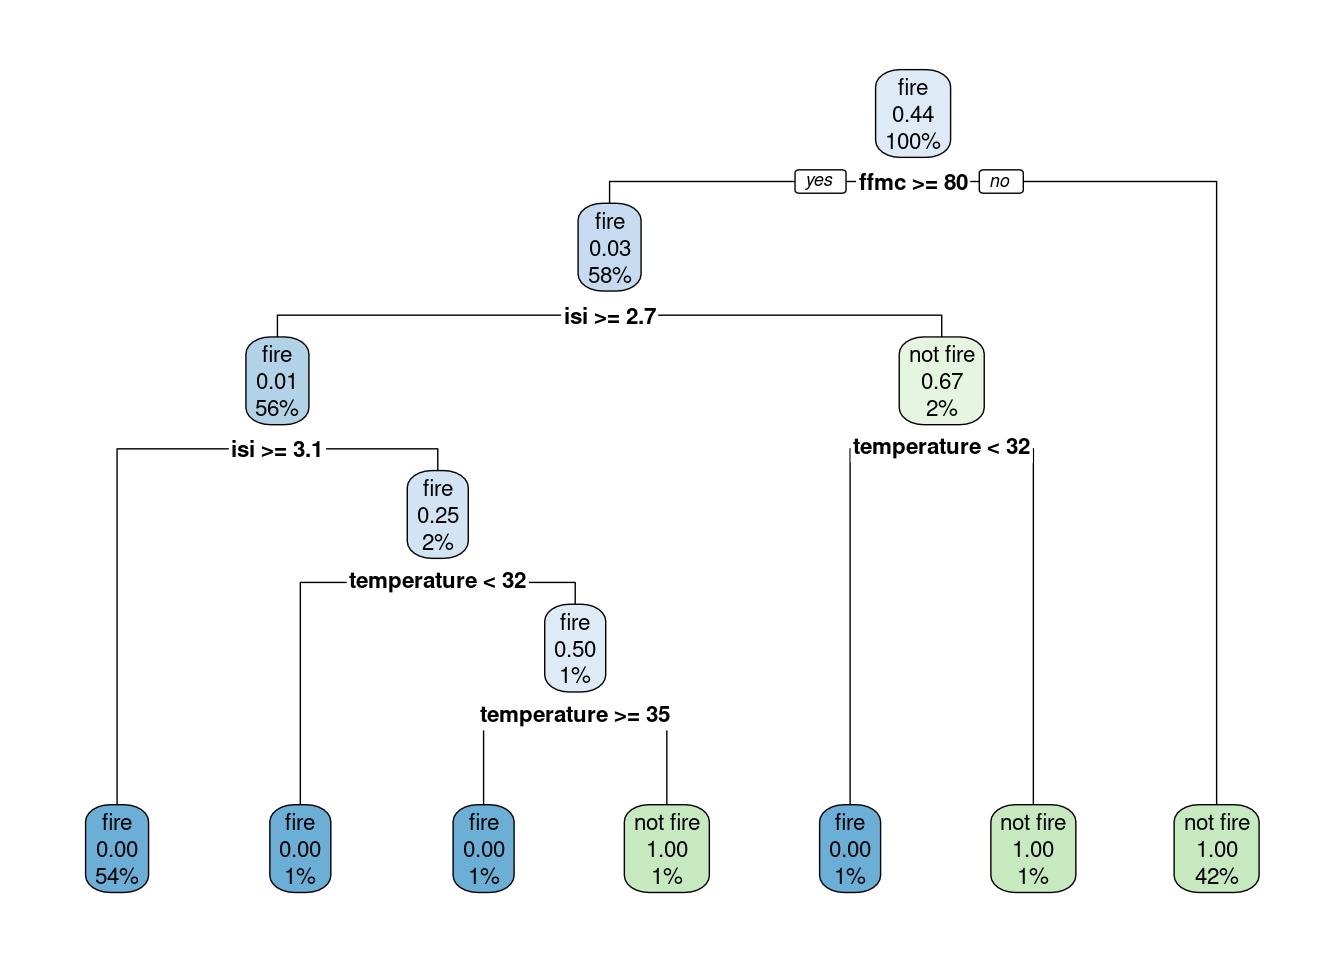 fire
0.44
100%
yes
ffmc >= 80
no
fire
0.03
58%
isi >= 2.7
fire
0.01
56%
not fire
0.67
2%
isi >= 3.1
temperature < 32
fire
0.25
2%
temperature < 32
fire
0.50
1%
temperature >= 35
fire
0.00
54%
fire
0.00
1%
fire
0.00
1%
not fire
1.00
1%
fire
0.00
1%
not fire
1.00
1%
not fire
1.00
42%